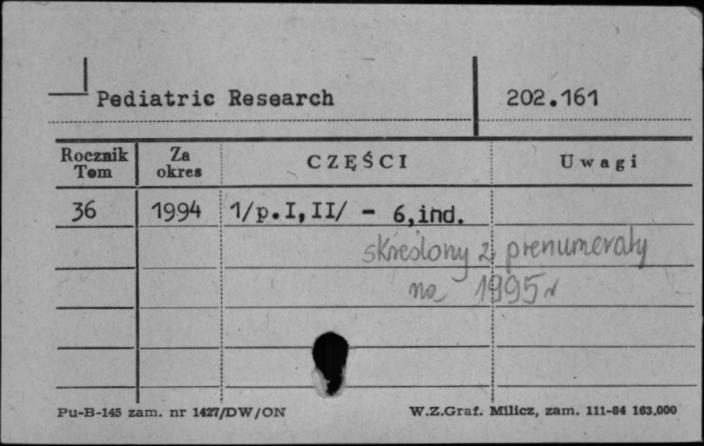 Pediatric Research 202.161
Rocznik Tom Za okres CZĘŚCI Uwagi
36 1994 1/p.I,II/ - 6,ind.
skreślony z prenumeraty
na 1995r
Pu-B-145 zam. nr 1427/DW/ON W.Z.Graf. Milicz, zam. 111-84 163.000